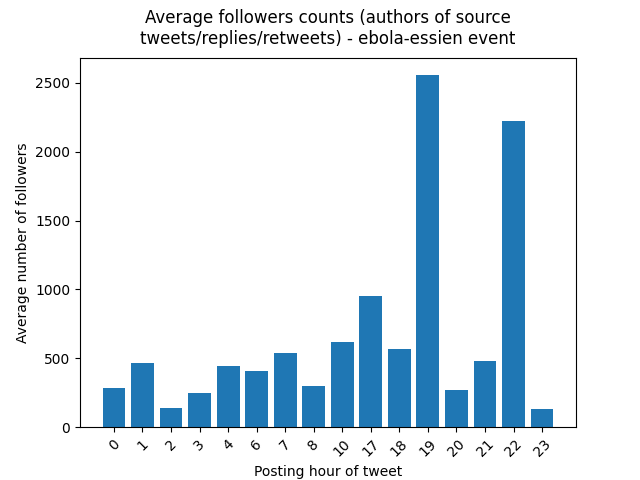 Average followers counts (authors of source
tweets/replies/retweets) - ebola-essien event
2500
2000
1500
1000
500
0
Average number of followers
0 1 2 3 4 6 7 8 10 17 18 19 20 21 22 23
Posting hour of tweet